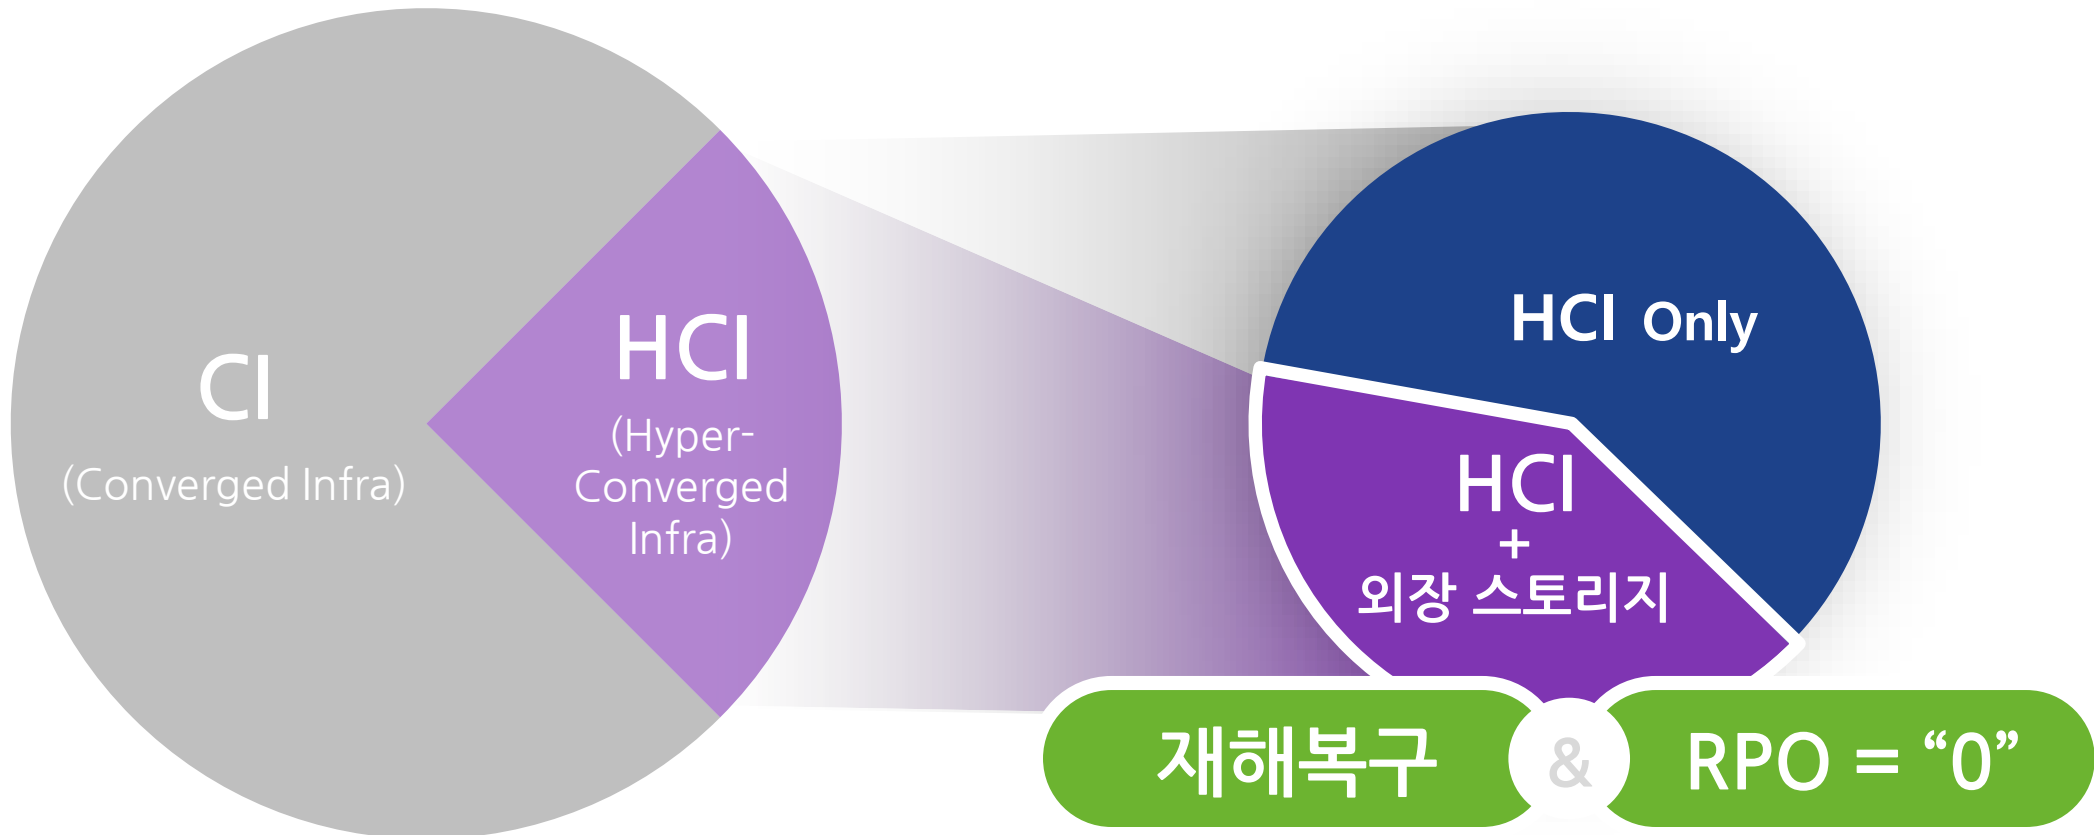 CI
(Converged Infra)
HCI
(Hyper-
Converged
Infra)
HCI Only
HCI
+
외장 스토리지
재해복구
&
RPO = “0”